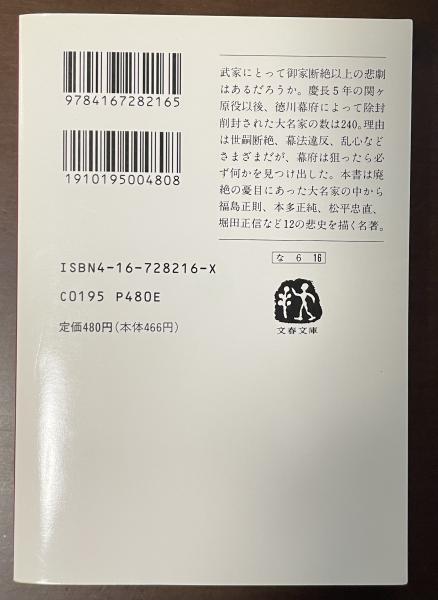 9784167282165
1910195004808
武家にとって御家断絶以上の悲劇
はあるだろうか。慶長5年の関ヶ
原役以後、徳川幕府によって除封
削封された大名家の数は240。理由
は世嗣断絶、幕法違反、乱心など
さまざまだが、幕府は狙ったら必
ず何かを見つけ出した。本書は廃
絶の憂目にあった大名家の中から
福島正則、本多正純、松平忠直、
堀田正信など12の悲史を描く名著。
ISBN4-16-728216-X
C0195 P480E
定価480円(本体466円)
な 6 16
文春文庫